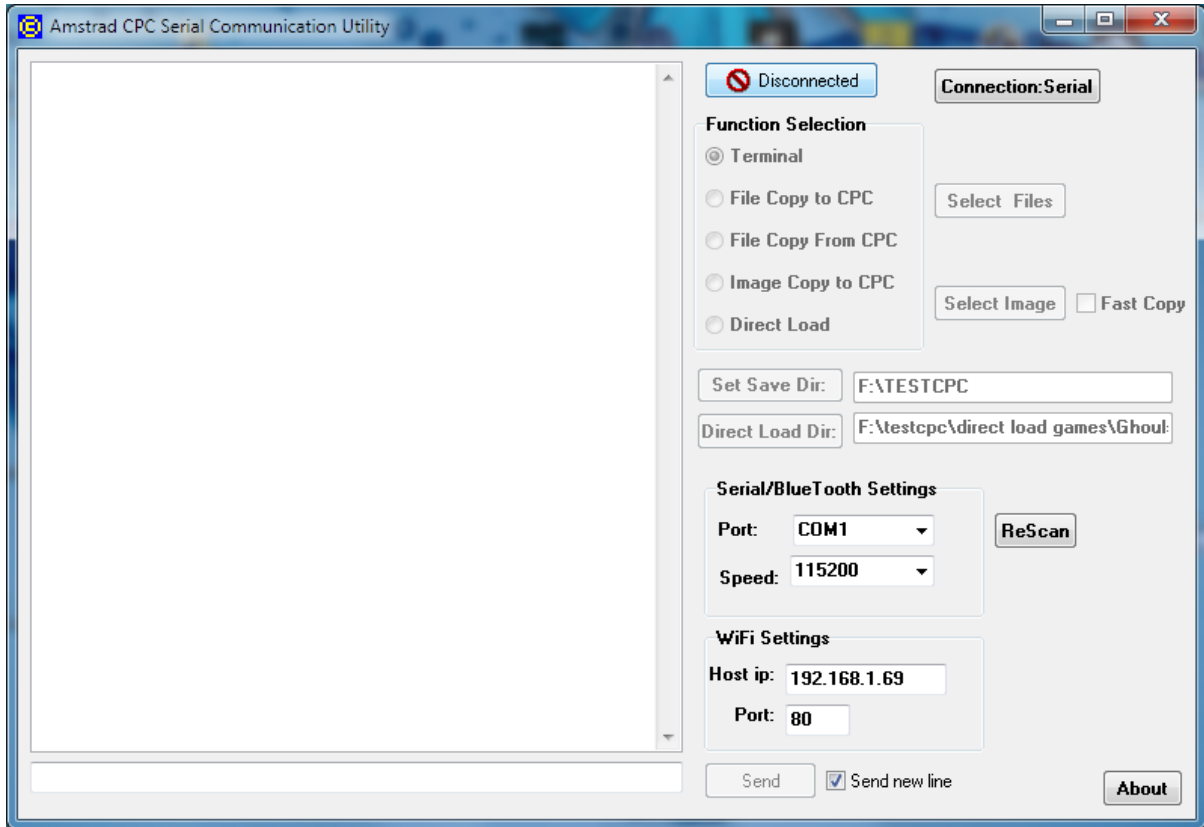 Amstrad CPC Serial Communication Utility
Disconnected
Connection:Serial
Function Selection
Terminal
File Copy to CPC
Select Files
File Copy From CPC
Image Copy to CPC
Select Image
Fast Copy
Direct Load
Set Save Dir:
F:\TESTCPC
Direct Load Dir:
F:\testcpc\direct load games\Ghoul
Serial/BlueTooth Settings
Port:
COM1
ReScan
Speed:
115200
WiFi Settings
Host ip:
192.168.1.69
Port:
80
Send
Send new line
About